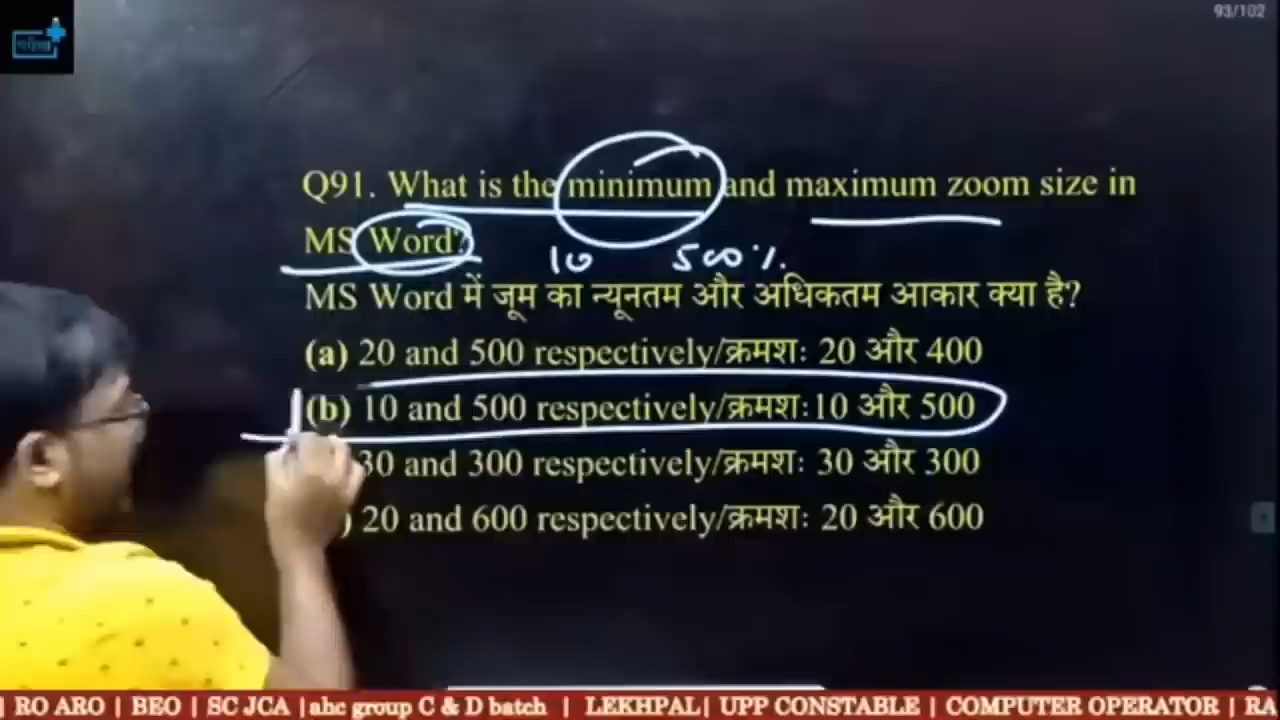 93/102
Q91. What is the minimum and maximum zoom size in
MS Word?
10 500%.
MS Word में जूम का न्यूनतम और अधिकतम आकार क्या है?
(a) 20 and 500 respectively/क्रमशः 20 और 400
(b) 10 and 500 respectively/क्रमशः:10 और 500
30 and 300 respectively/क्रमशः 30 और 300
) 20 and 600 respectively/क्रमशः 20 और 600
| RO ARO | BEO | SC JCA |ahc group C & D batch | LEKHPAL| UPP CONSTABLE | COMPUTER OPERATOR | RA